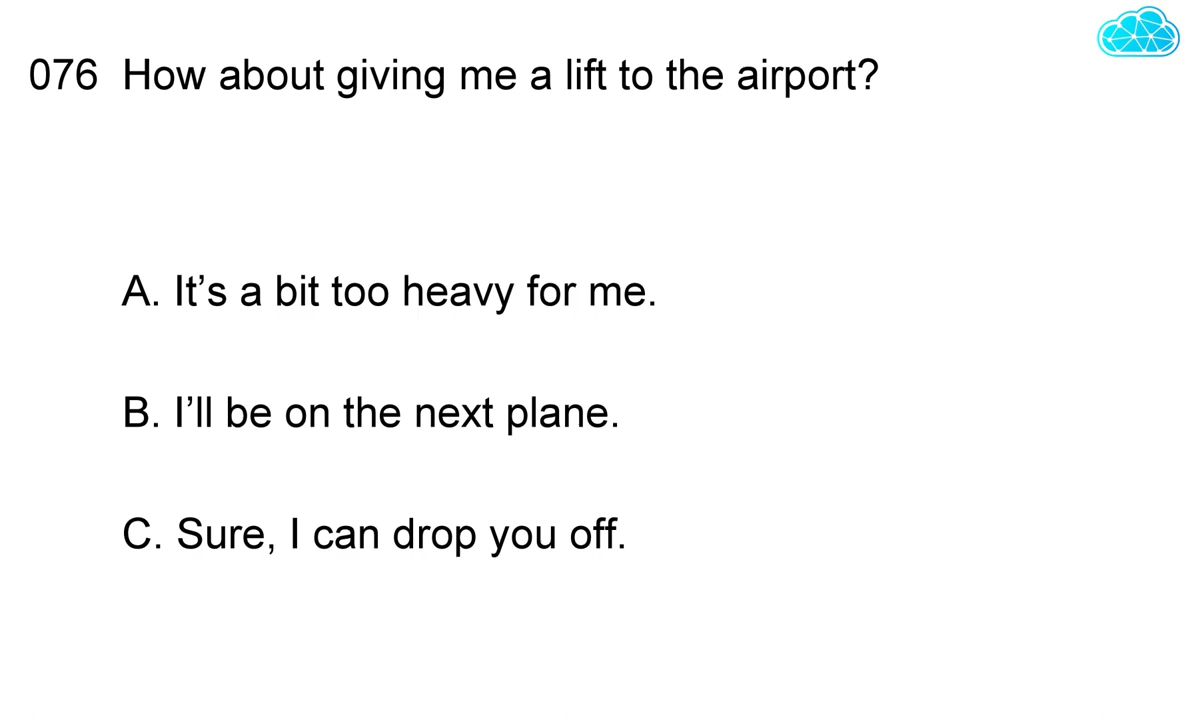 076 How about giving me a lift to the airport?
A. It’s a bit too heavy for me.
B. I’ll be on the next plane.
C. Sure, I can drop you off.